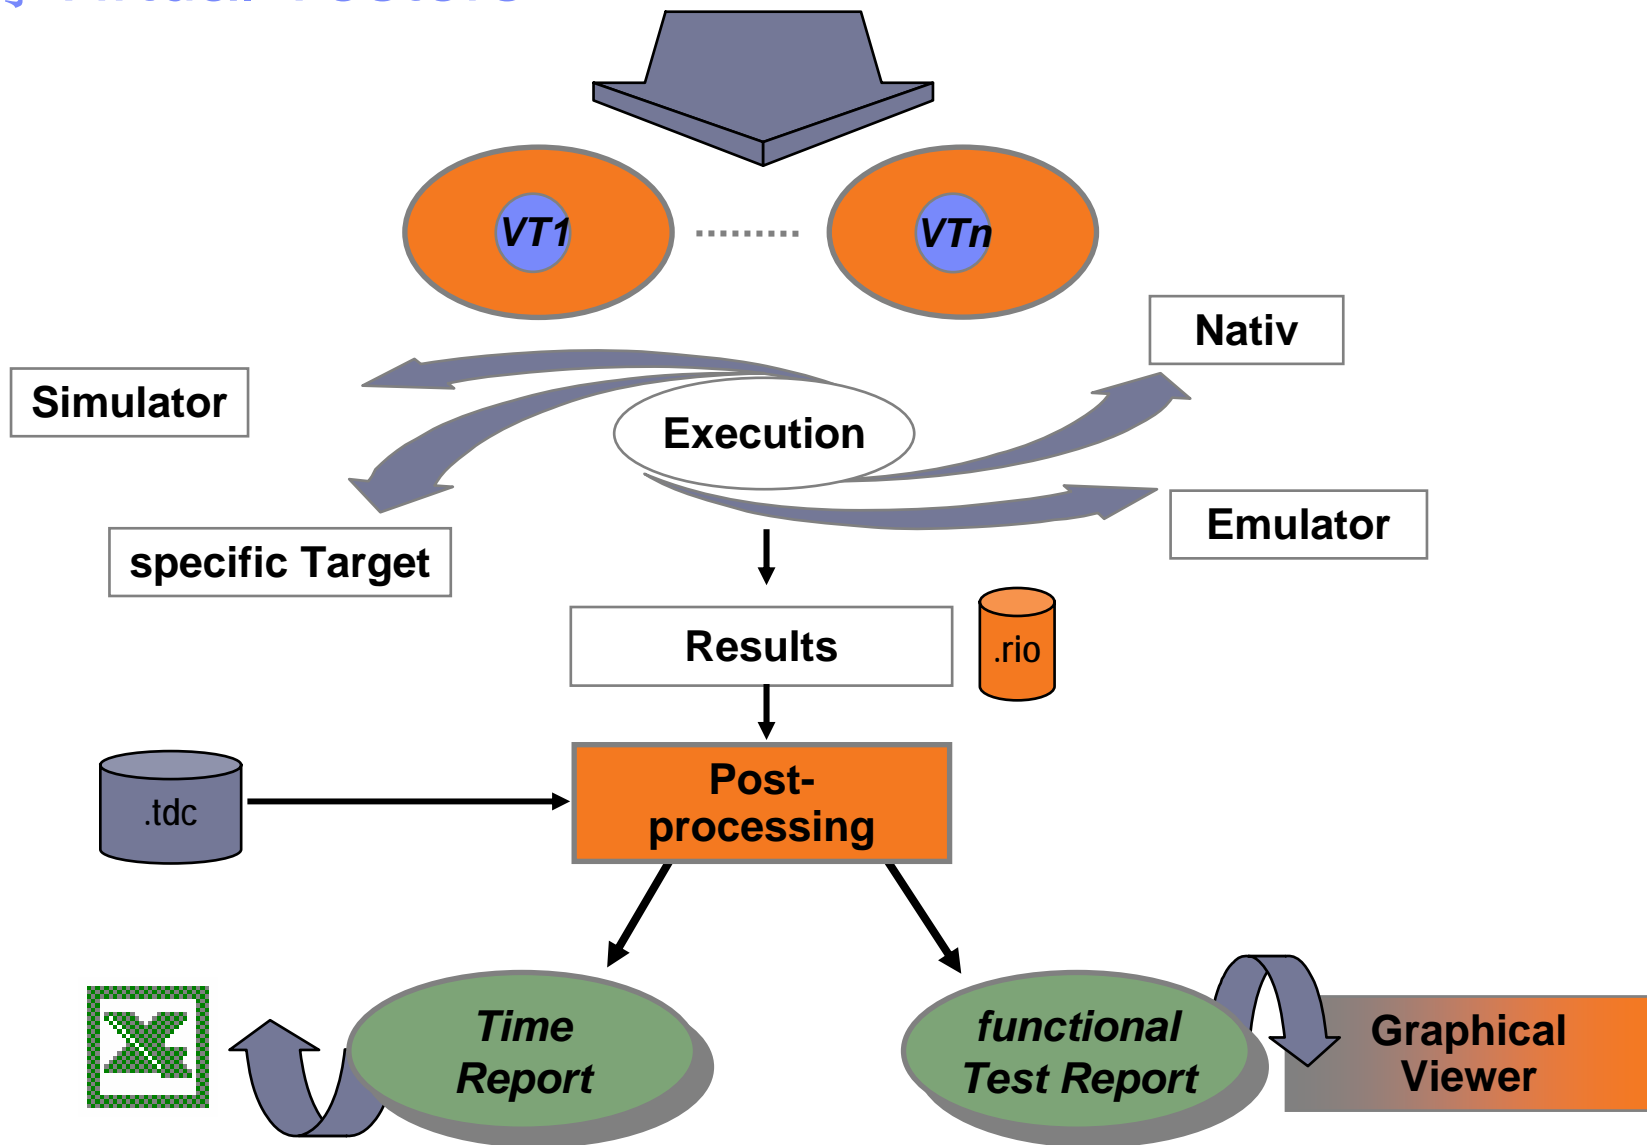 VT1
VTn
Nativ
Simulator
Execution
Emulator
specific Target
Results
.rio
Post-
processing
.tdc
Time
Report
functional
Test Report
Graphical
Viewer